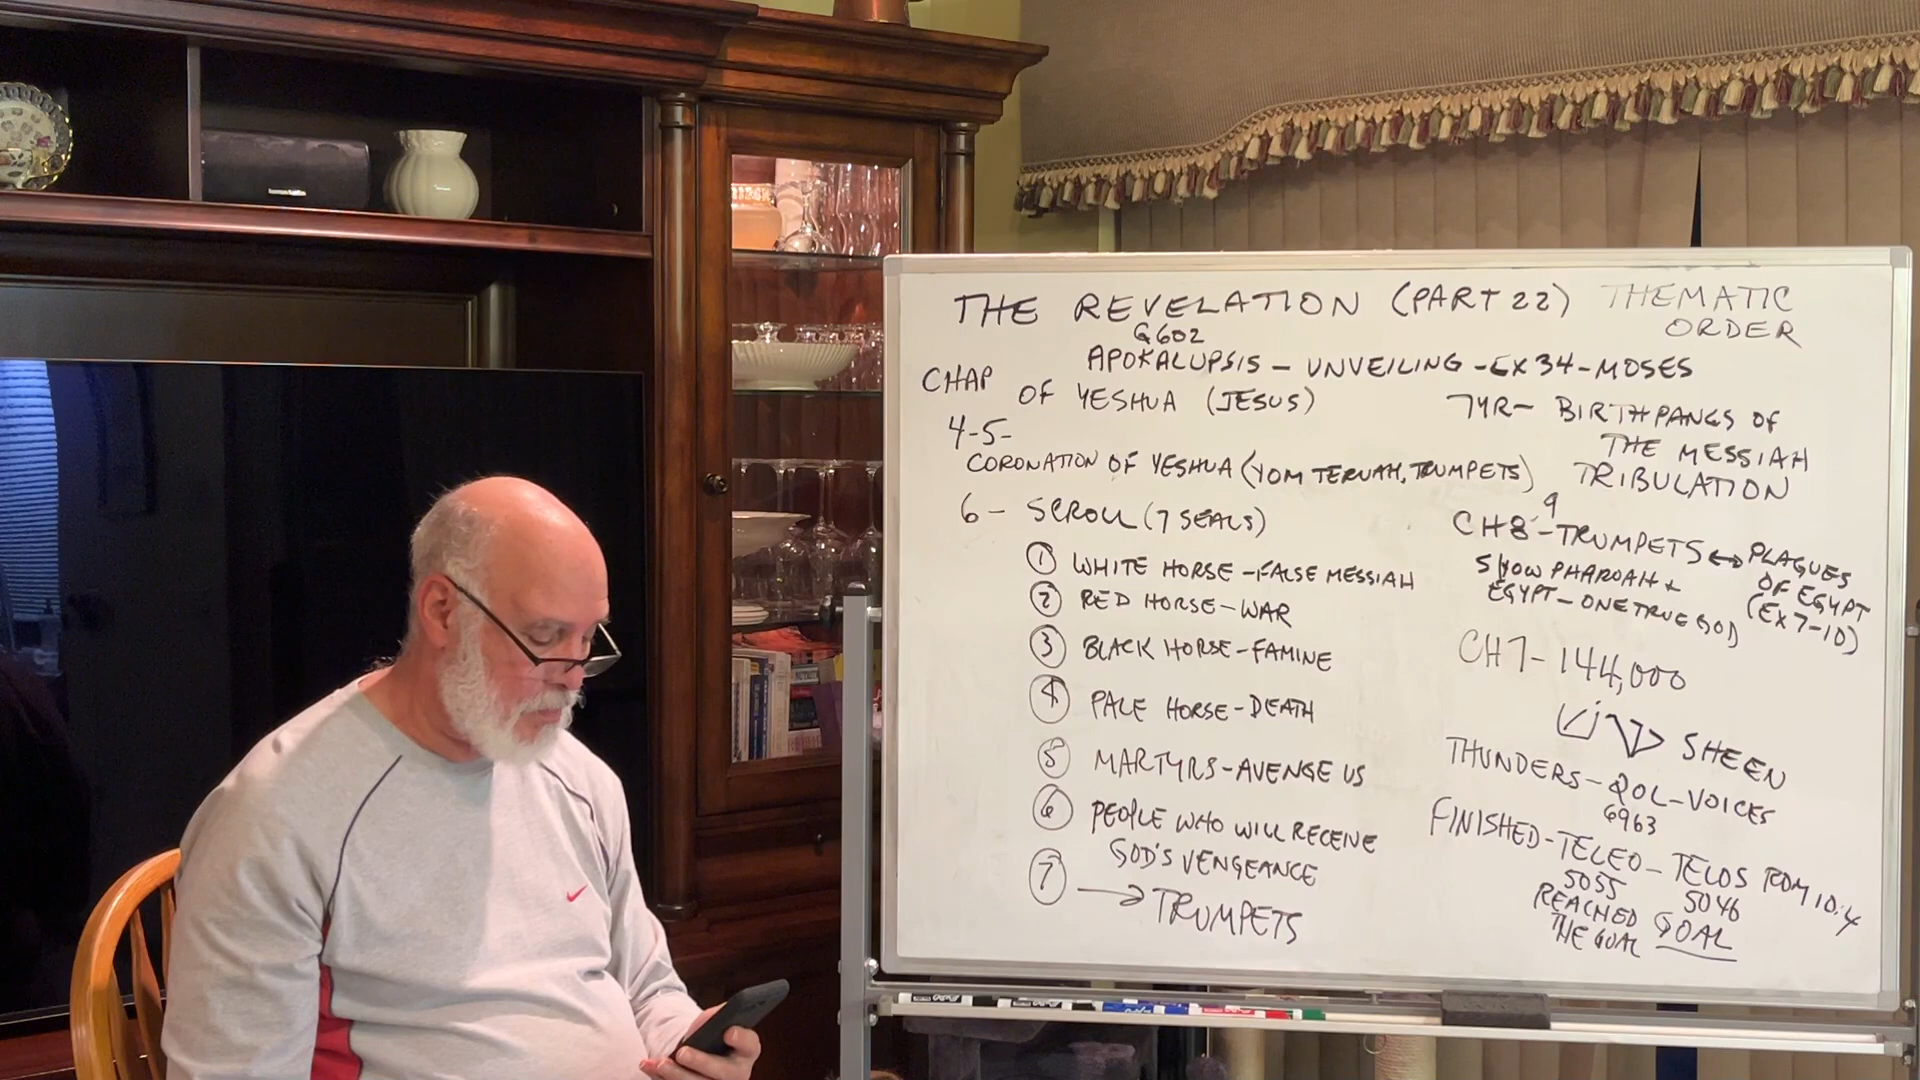 THE REVELATION (PART 22) THEMATIC ORDER
G602
APOKALUPSIS – UNVEILING – EX 34 – MOSES
CHAP
OF YESHUA (JESUS)
4-5-
CORONATION OF YESHUA (YOM TERUAH, TRUMPETS)
6 – SCROLL (7 SEALS)
1 WHITE HORSE – FALSE MESSIAH
2 RED HORSE – WAR
3 BLACK HORSE – FAMINE
4 PALE HORSE – DEATH
5 MARTYRS – AVENGE US
6 PEOPLE WHO WILL RECEIVE
GOD'S VENGEANCE
7 → TRUMPETS
7YR – BIRTHPANGS OF
THE MESSIAH
TRIBULATION
9
CH8 – TRUMPETS ↔ PLAGUES
OF EGYPT
(EX 7-10)
SHOW PHAROAH +
EGYPT – ONE TRUE GOD
CH7 – 144,000
SHEEN
THUNDERS – QOL – VOICES
6963
FINISHED – TELEO – TELOS ROM 10:4
5055 5046
REACHED GOAL
THE GOAL
harman/kardon